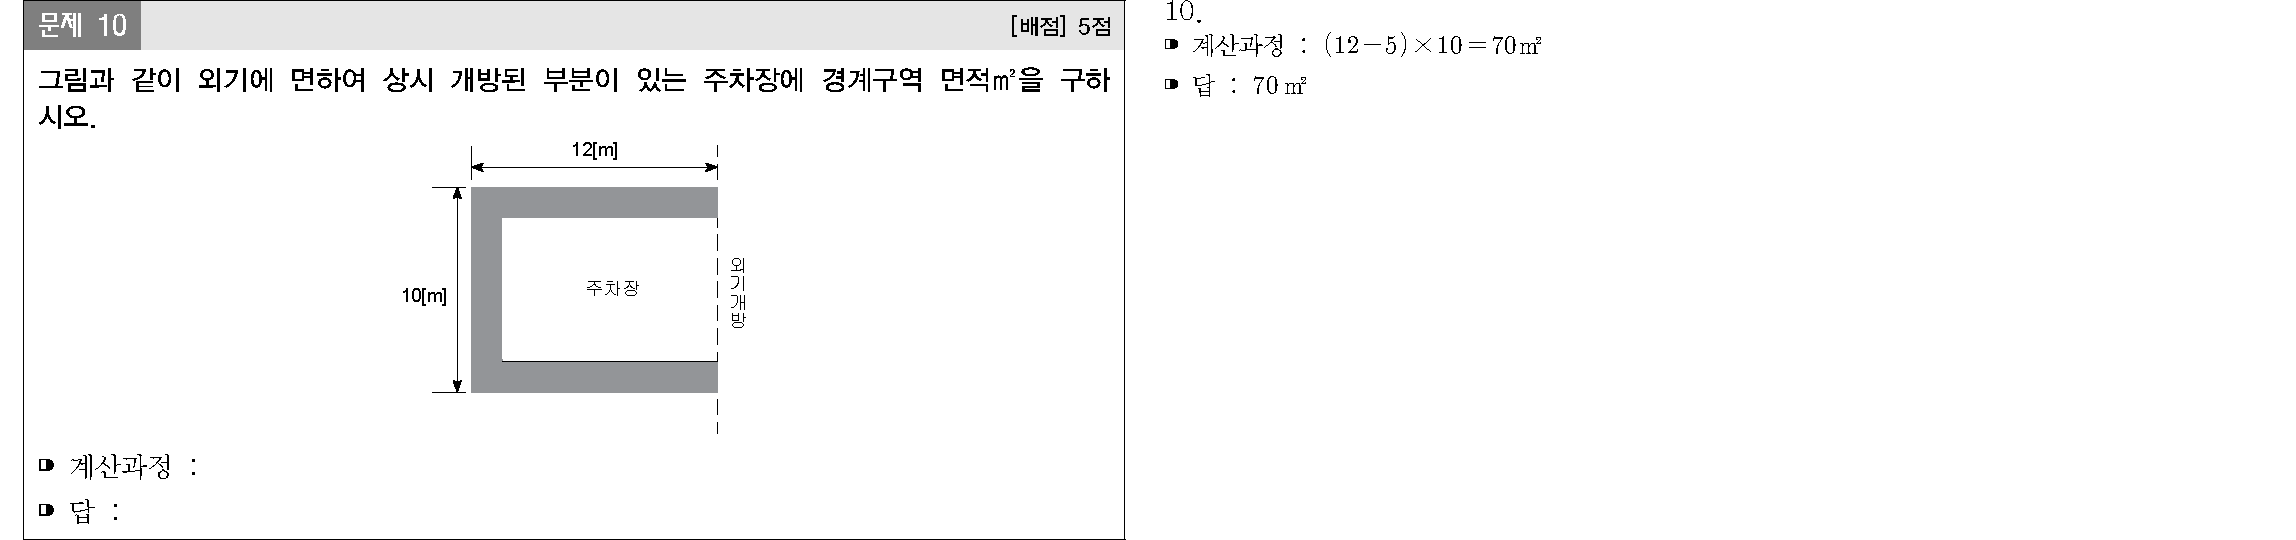 문제 10
[배점] 5점
그림과 같이 외기에 면하여 상시 개방된 부분이 있는 주차장에 경계구역 면적㎡을 구하
시오.
12[m]
10[m]
주차장
외기개방
계산과정 :
답 :
10.
계산과정 : (12-5)×10=70㎡
답 : 70㎡